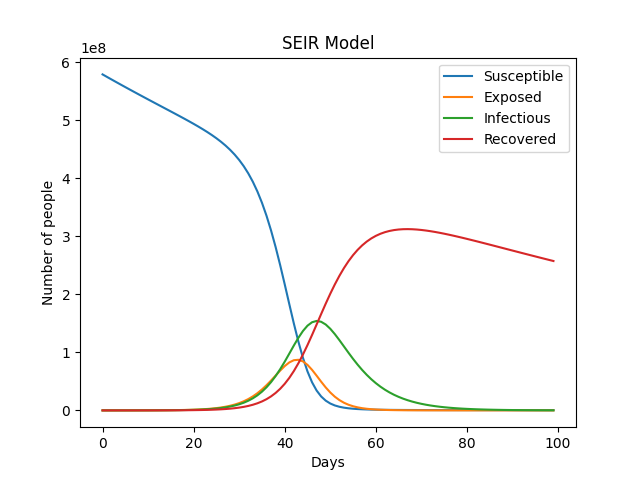 SEIR Model
1e8
6
5
4
3
2
1
0
Number of people
0 20 40 60 80 100
Days
Susceptible
Exposed
Infectious
Recovered